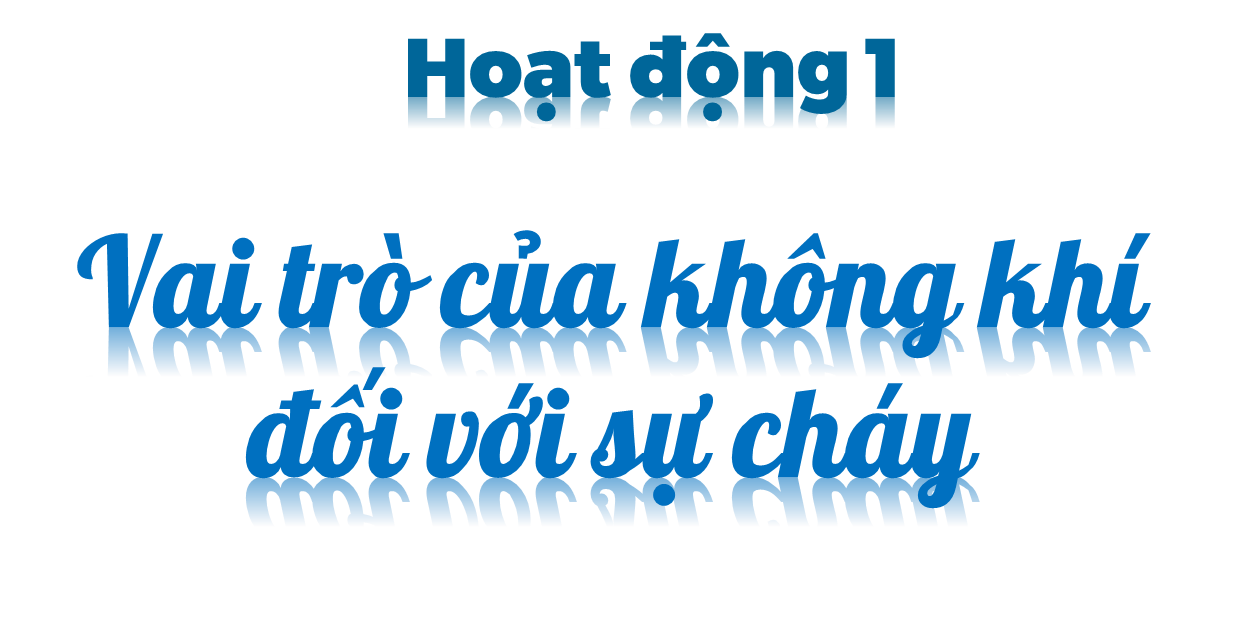 Hoạt động 1
Vai trò của không khí
đối với sự cháy